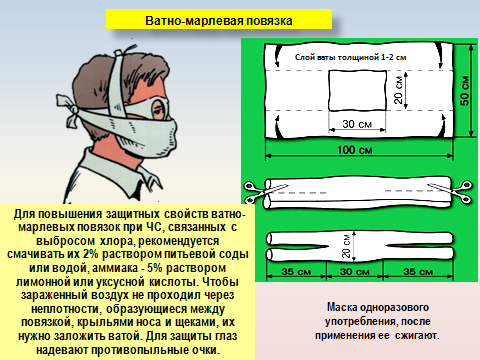 Ватно-марлевая повязка
Слой ваты толщиной 1-2 см
20 см
50 см
30 см
100 см
20 см
35 см
30 см
35 см
Для повышения защитных свойств ватно-
марлевых повязок при ЧС, связанных с
выбросом хлора, рекомендуется
смачивать их 2% раствором питьевой соды
или водой, аммиака - 5% раствором
лимонной или уксусной кислоты. Чтобы
зараженный воздух не проходил через
неплотности, образующиеся между
повязкой, крыльями носа и щеками, их
нужно заложить ватой. Для защиты глаз
надевают противопыльные очки.
Маска одноразового
употребления, после
применения ее сжигают.